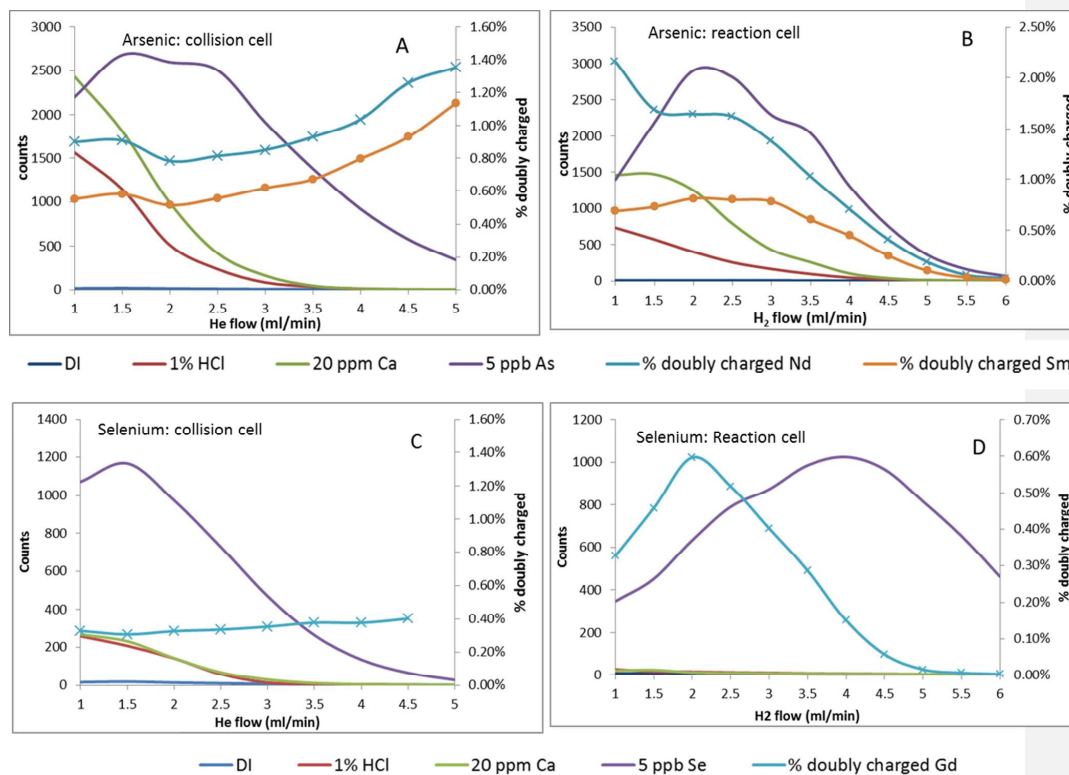 Arsenic: collision cell
A
counts
3000
2500
2000
1500
1000
500
0
1.60%
1.40%
1.20%
1.00%
0.80%
0.60%
0.40%
0.20%
0.00%
% doubly charged
1 1.5 2 2.5 3 3.5 4 4.5 5
He flow (ml/min)
Arsenic: reaction cell
B
counts
3500
3000
2500
2000
1500
1000
500
0
2.50%
2.00%
1.50%
1.00%
0.50%
0.00%
% doubly charged
1 1.5 2 2.5 3 3.5 4 4.5 5 5.5 6
H₂ flow (ml/min)
DI 1% HCl 20 ppm Ca 5 ppb As % doubly charged Nd % doubly charged Sm
Selenium: collision cell
C
Counts
1400
1200
1000
800
600
400
200
0
1.60%
1.40%
1.20%
1.00%
0.80%
0.60%
0.40%
0.20%
0.00%
% doubly charged
1 1.5 2 2.5 3 3.5 4 4.5 5
He flow (ml/min)
Selenium: Reaction cell
D
Counts
1200
1000
800
600
400
200
0
0.70%
0.60%
0.50%
0.40%
0.30%
0.20%
0.10%
0.00%
% doubly charged
1 1.5 2 2.5 3 3.5 4 4.5 5 5.5 6
H2 flow (ml/min)
DI 1% HCl 20 ppm Ca 5 ppb Se % doubly charged Gd